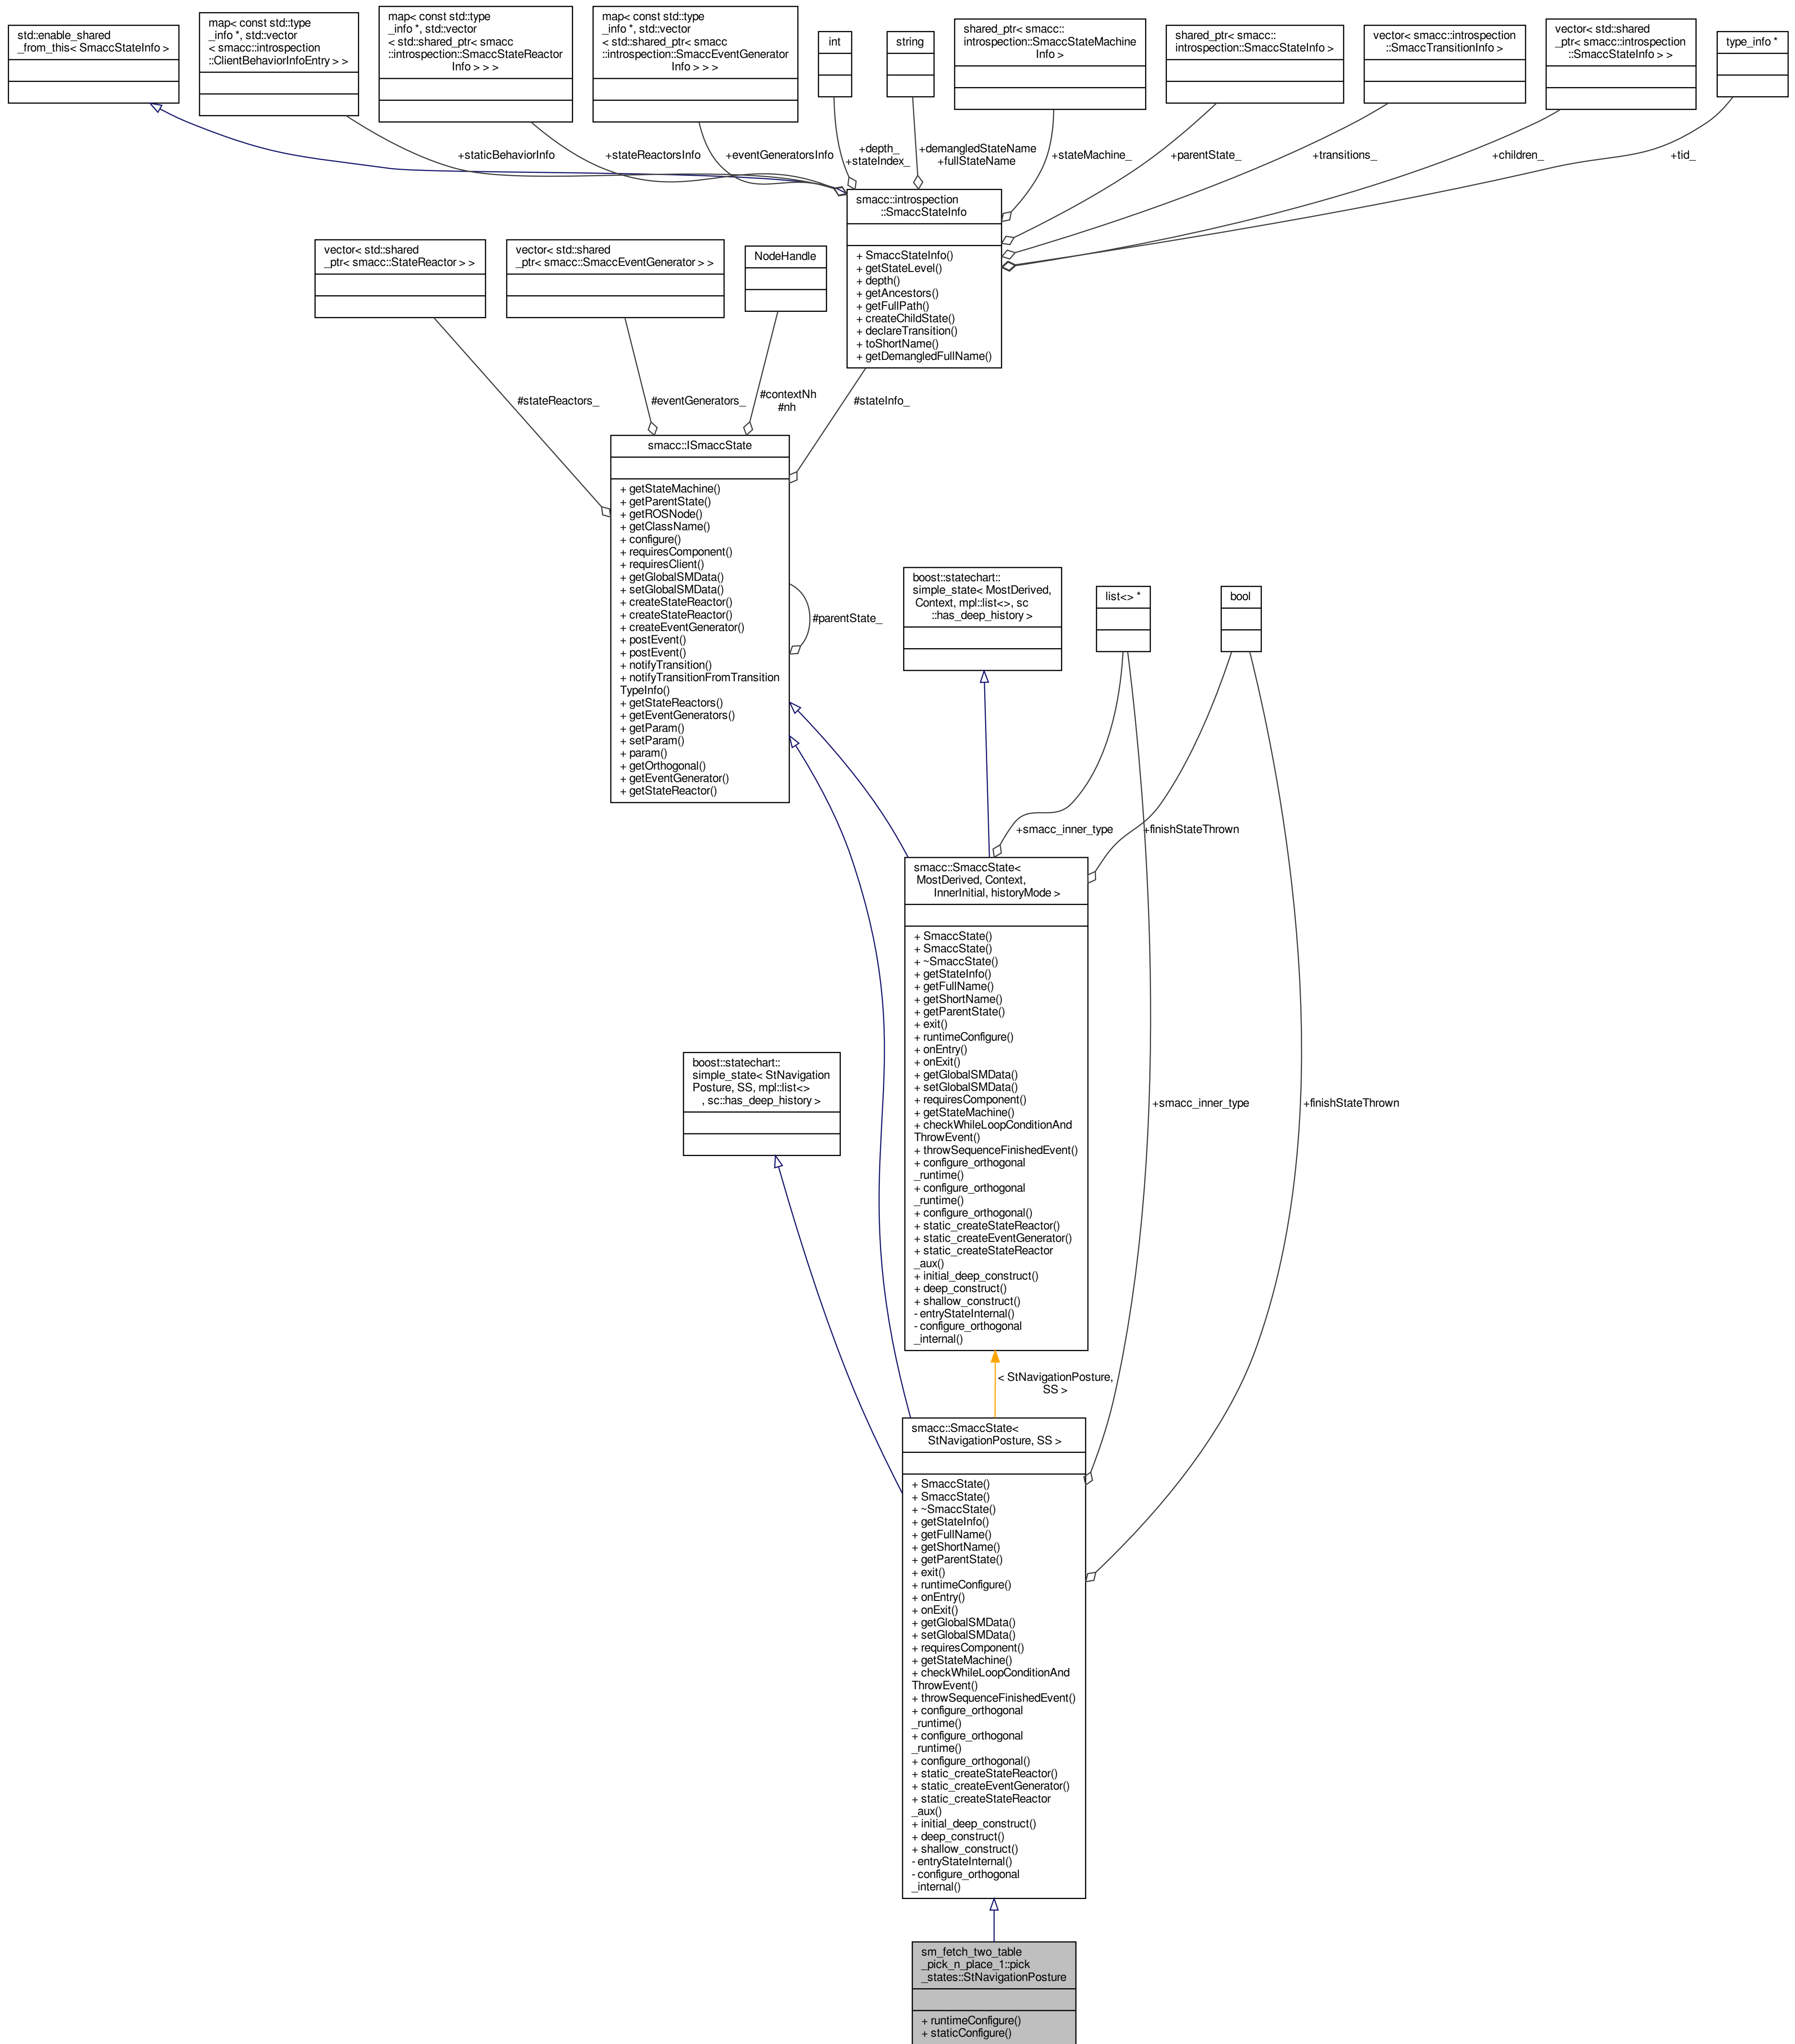 std::enable_shared
_from_this< SmaccStateInfo >
map< const std::type
_info *, std::vector
< smacc::introspection
::ClientBehaviorInfoEntry > >
map< const std::type
_info *, std::vector
< std::shared_ptr< smacc
::introspection::SmaccStateReactor
Info > > >
map< const std::type
_info *, std::vector
< std::shared_ptr< smacc
::introspection::SmaccEventGenerator
Info > > >
int
string
shared_ptr< smacc::
introspection::SmaccStateMachine
Info >
shared_ptr< smacc::
introspection::SmaccStateInfo >
vector< smacc::introspection
::SmaccTransitionInfo >
vector< std::shared
_ptr< smacc::introspection
::SmaccStateInfo > >
type_info *
+staticBehaviorInfo
+stateReactorsInfo
+eventGeneratorsInfo
+depth_
+stateIndex_
+demangledStateName
+fullStateName
+stateMachine_
+parentState_
+transitions_
+children_
+tid_
smacc::introspection
::SmaccStateInfo
+ SmaccStateInfo()
+ getStateLevel()
+ depth()
+ getAncestors()
+ getFullPath()
+ createChildState()
+ declareTransition()
+ toShortName()
+ getDemangledFullName()
vector< std::shared
_ptr< smacc::StateReactor > >
vector< std::shared
_ptr< smacc::SmaccEventGenerator > >
NodeHandle
#stateReactors_
#eventGenerators_
#contextNh
#nh
#stateInfo_
smacc::ISmaccState
+ getStateMachine()
+ getParentState()
+ getROSNode()
+ getClassName()
+ configure()
+ requiresComponent()
+ requiresClient()
+ getGlobalSMData()
+ setGlobalSMData()
+ createStateReactor()
+ createStateReactor()
+ createEventGenerator()
+ postEvent()
+ postEvent()
+ notifyTransition()
+ notifyTransitionFromTransition
TypeInfo()
+ getStateReactors()
+ getEventGenerators()
+ getParam()
+ setParam()
+ param()
+ getOrthogonal()
+ getEventGenerator()
+ getStateReactor()
#parentState_
boost::statechart::
simple_state< MostDerived,
Context, mpl::list<>, sc
::has_deep_history >
list<> *
bool
+smacc_inner_type
+finishStateThrown
smacc::SmaccState<
MostDerived, Context,
InnerInitial, historyMode >
+ SmaccState()
+ SmaccState()
+ ~SmaccState()
+ getStateInfo()
+ getFullName()
+ getShortName()
+ getParentState()
+ exit()
+ runtimeConfigure()
+ onEntry()
+ onExit()
+ getGlobalSMData()
+ setGlobalSMData()
+ requiresComponent()
+ getStateMachine()
+ checkWhileLoopConditionAnd
ThrowEvent()
+ throwSequenceFinishedEvent()
+ configure_orthogonal
_runtime()
+ configure_orthogonal
_runtime()
+ configure_orthogonal()
+ static_createStateReactor()
+ static_createEventGenerator()
+ static_createStateReactor
_aux()
+ initial_deep_construct()
+ deep_construct()
+ shallow_construct()
- entryStateInternal()
- configure_orthogonal
_internal()
boost::statechart::
simple_state< StNavigation
Posture, SS, mpl::list<>
, sc::has_deep_history >
+smacc_inner_type
+finishStateThrown
< StNavigationPosture,
SS >
smacc::SmaccState<
StNavigationPosture, SS >
+ SmaccState()
+ SmaccState()
+ ~SmaccState()
+ getStateInfo()
+ getFullName()
+ getShortName()
+ getParentState()
+ exit()
+ runtimeConfigure()
+ onEntry()
+ onExit()
+ getGlobalSMData()
+ setGlobalSMData()
+ requiresComponent()
+ getStateMachine()
+ checkWhileLoopConditionAnd
ThrowEvent()
+ throwSequenceFinishedEvent()
+ configure_orthogonal
_runtime()
+ configure_orthogonal
_runtime()
+ configure_orthogonal()
+ static_createStateReactor()
+ static_createEventGenerator()
+ static_createStateReactor
_aux()
+ initial_deep_construct()
+ deep_construct()
+ shallow_construct()
- entryStateInternal()
- configure_orthogonal
_internal()
sm_fetch_two_table
_pick_n_place_1::pick
_states::StNavigationPosture
+ runtimeConfigure()
+ staticConfigure()